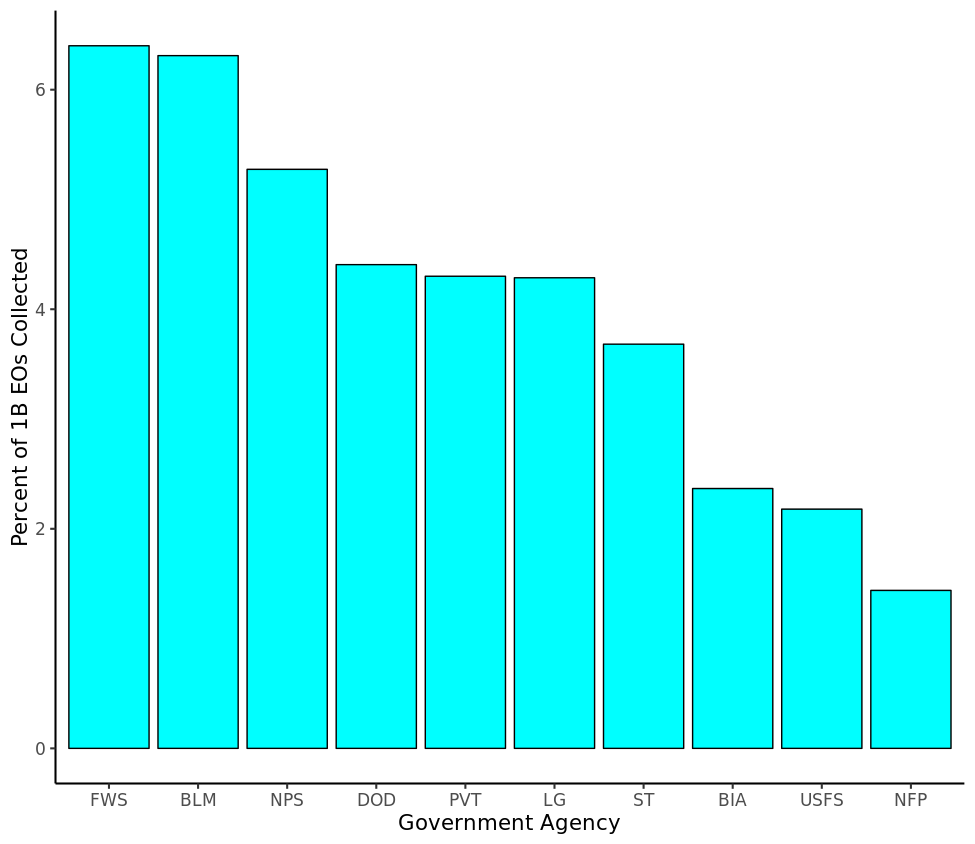 Percent of 1B EOs Collected
6
4
2
0
FWS BLM NPS DOD PVT LG ST BIA USFS NFP
Government Agency